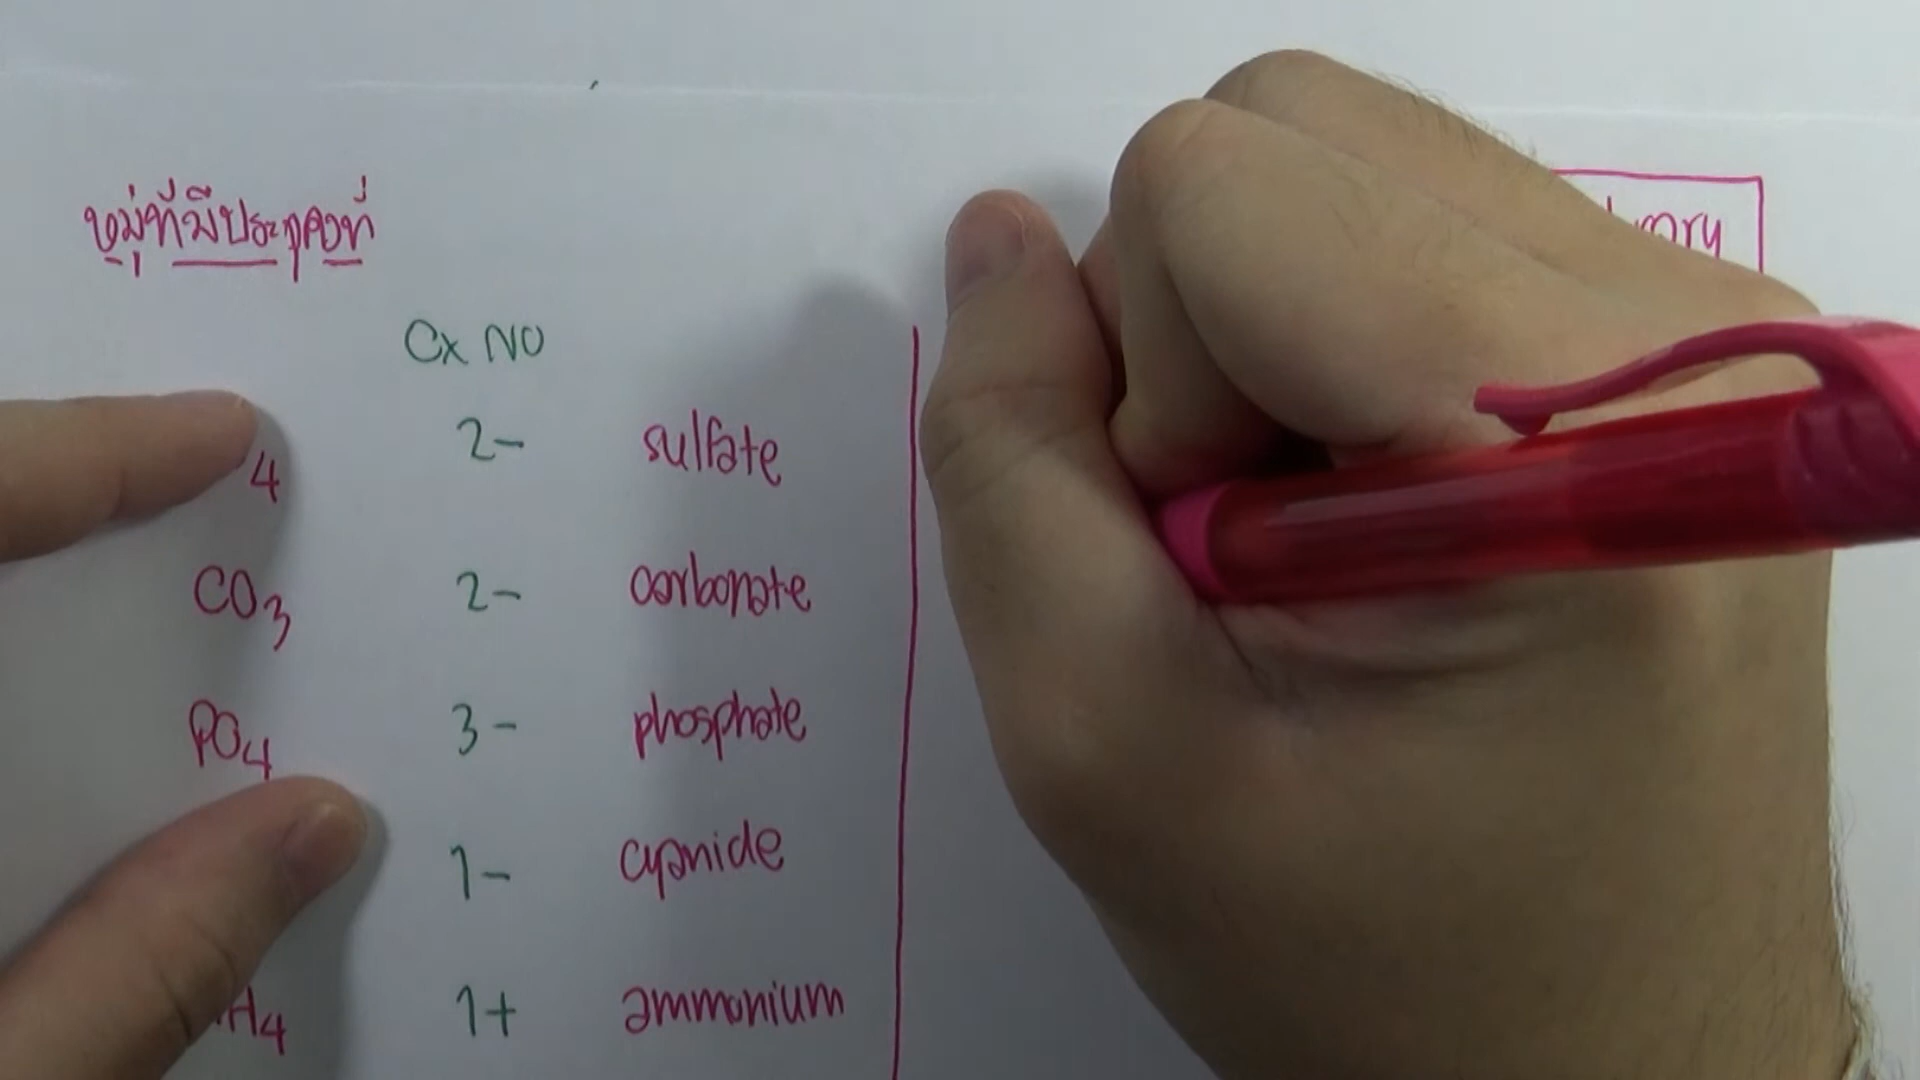 หมู่ที่มีประจุคงที่
Ox NO
4 2- sulfate
CO3 2- carbonate
PO4 3- phosphate
1- cyanide
H4 1+ ammonium